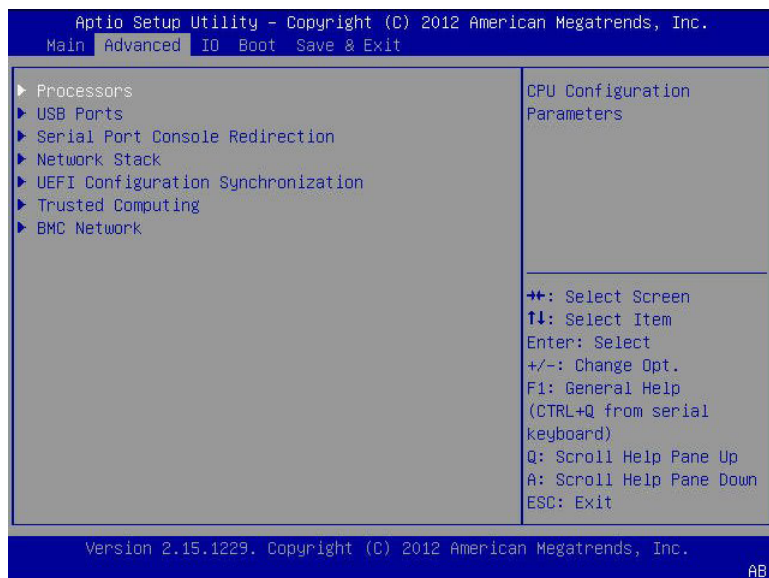 Aptio Setup Utility – Copyright (C) 2012 American Megatrends, Inc.
Main Advanced IO Boot Save & Exit
▶ Processors
▶ USB Ports
▶ Serial Port Console Redirection
▶ Network Stack
▶ UEFI Configuration Synchronization
▶ Trusted Computing
▶ BMC Network
CPU Configuration
Parameters
→←: Select Screen
↑↓: Select Item
Enter: Select
+/-: Change Opt.
F1: General Help
(CTRL+Q from serial
keyboard)
Q: Scroll Help Pane Up
A: Scroll Help Pane Down
ESC: Exit
Version 2.15.1229. Copyright (C) 2012 American Megatrends, Inc.
AB